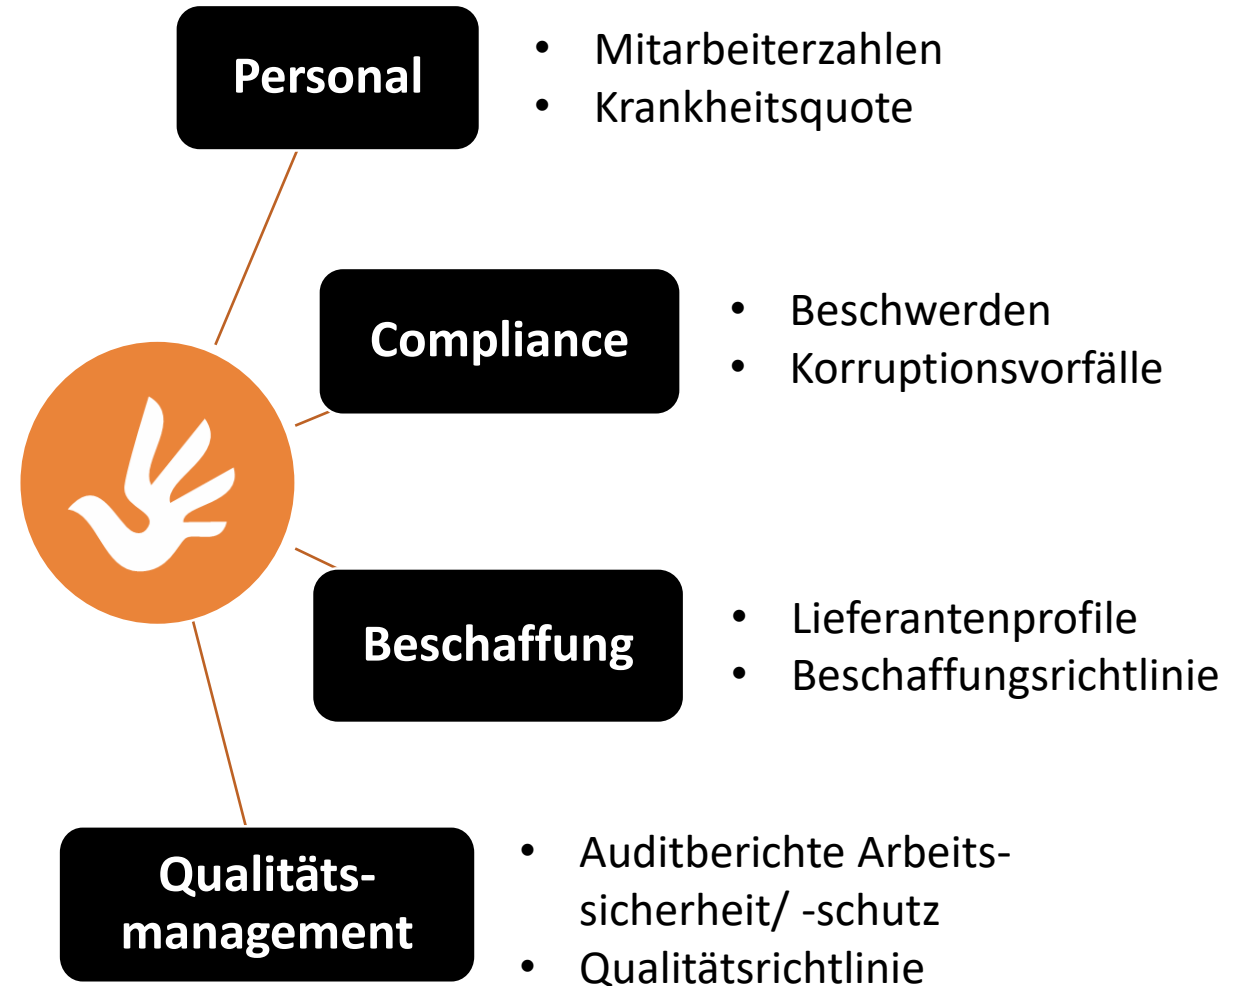 Personal
• Mitarbeiterzahlen
• Krankheitsquote
Compliance
• Beschwerden
• Korruptionsvorfälle
Beschaffung
• Lieferantenprofile
• Beschaffungsrichtlinie
Qualitäts-
management
• Auditberichte Arbeits-
sicherheit/ -schutz
• Qualitätsrichtlinie